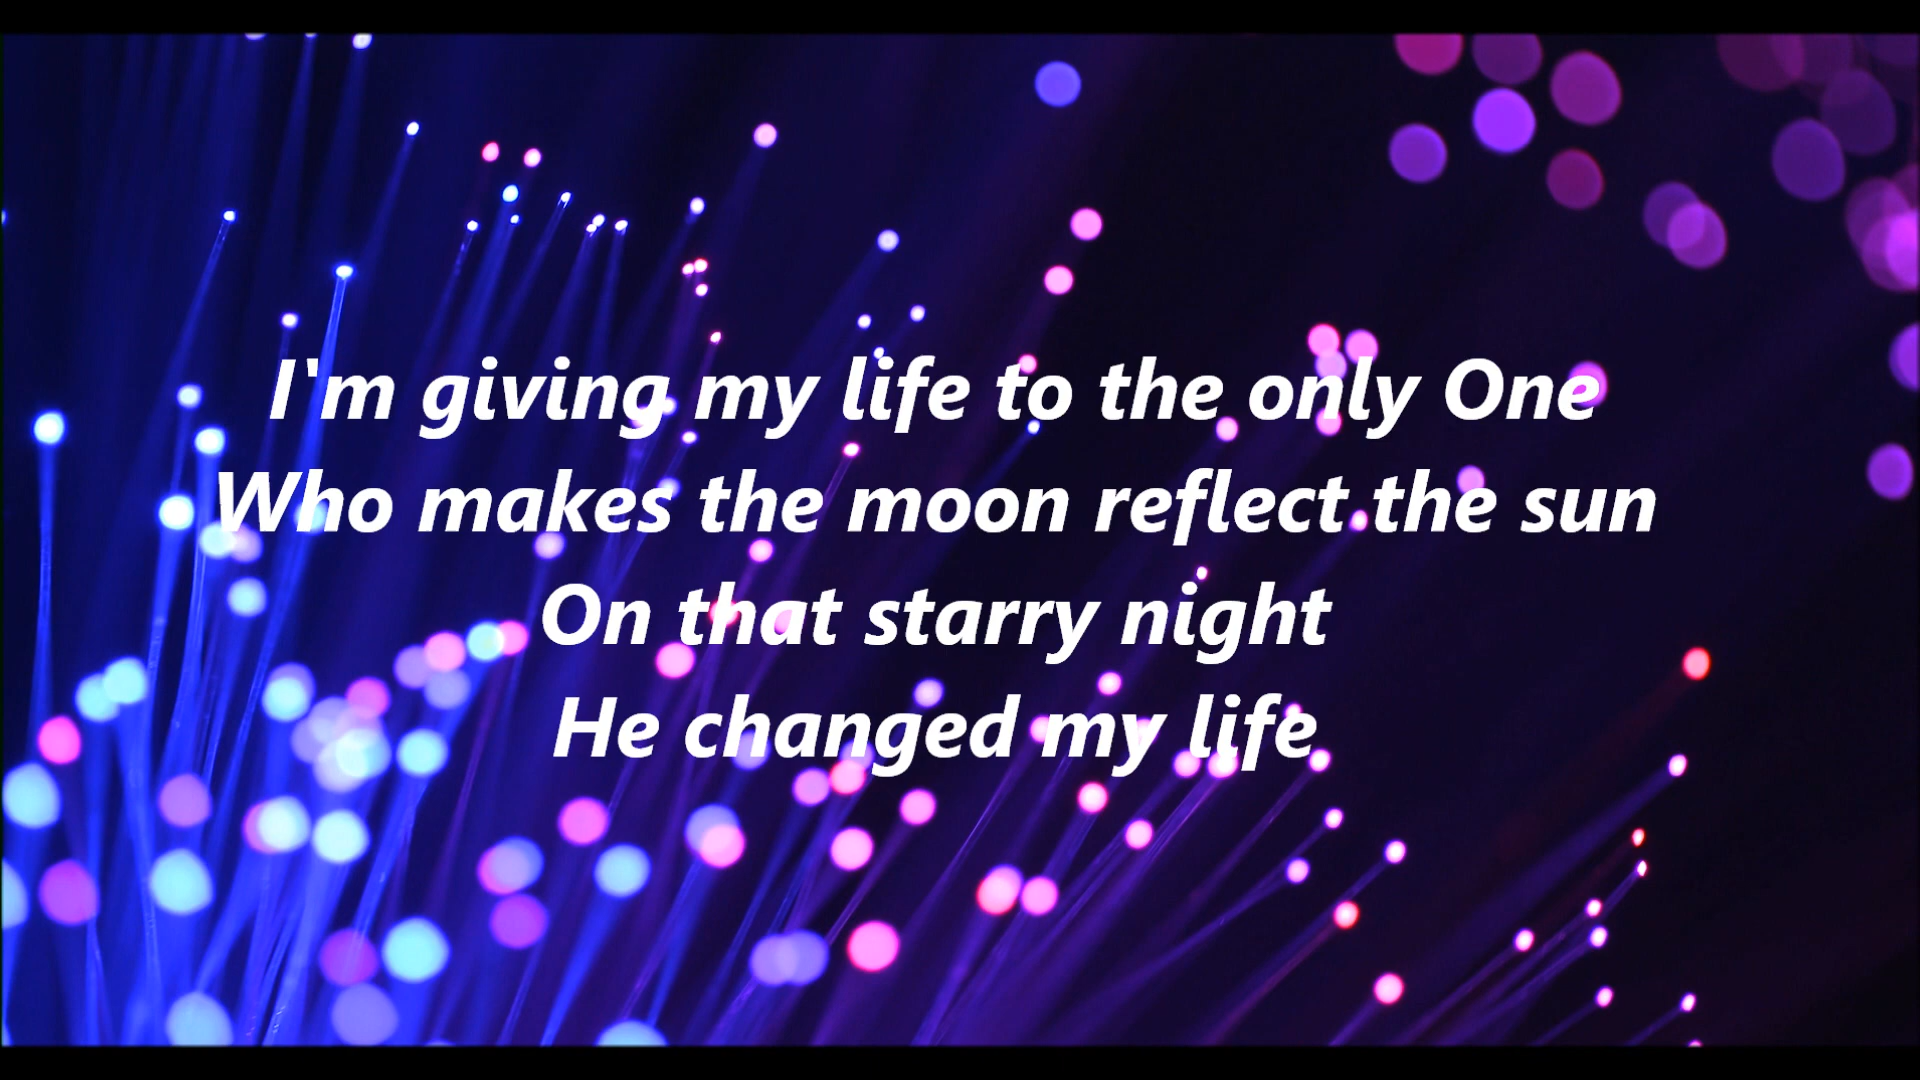 I'm giving my life to the only One
Who makes the moon reflect the sun
On that starry night
He changed my life